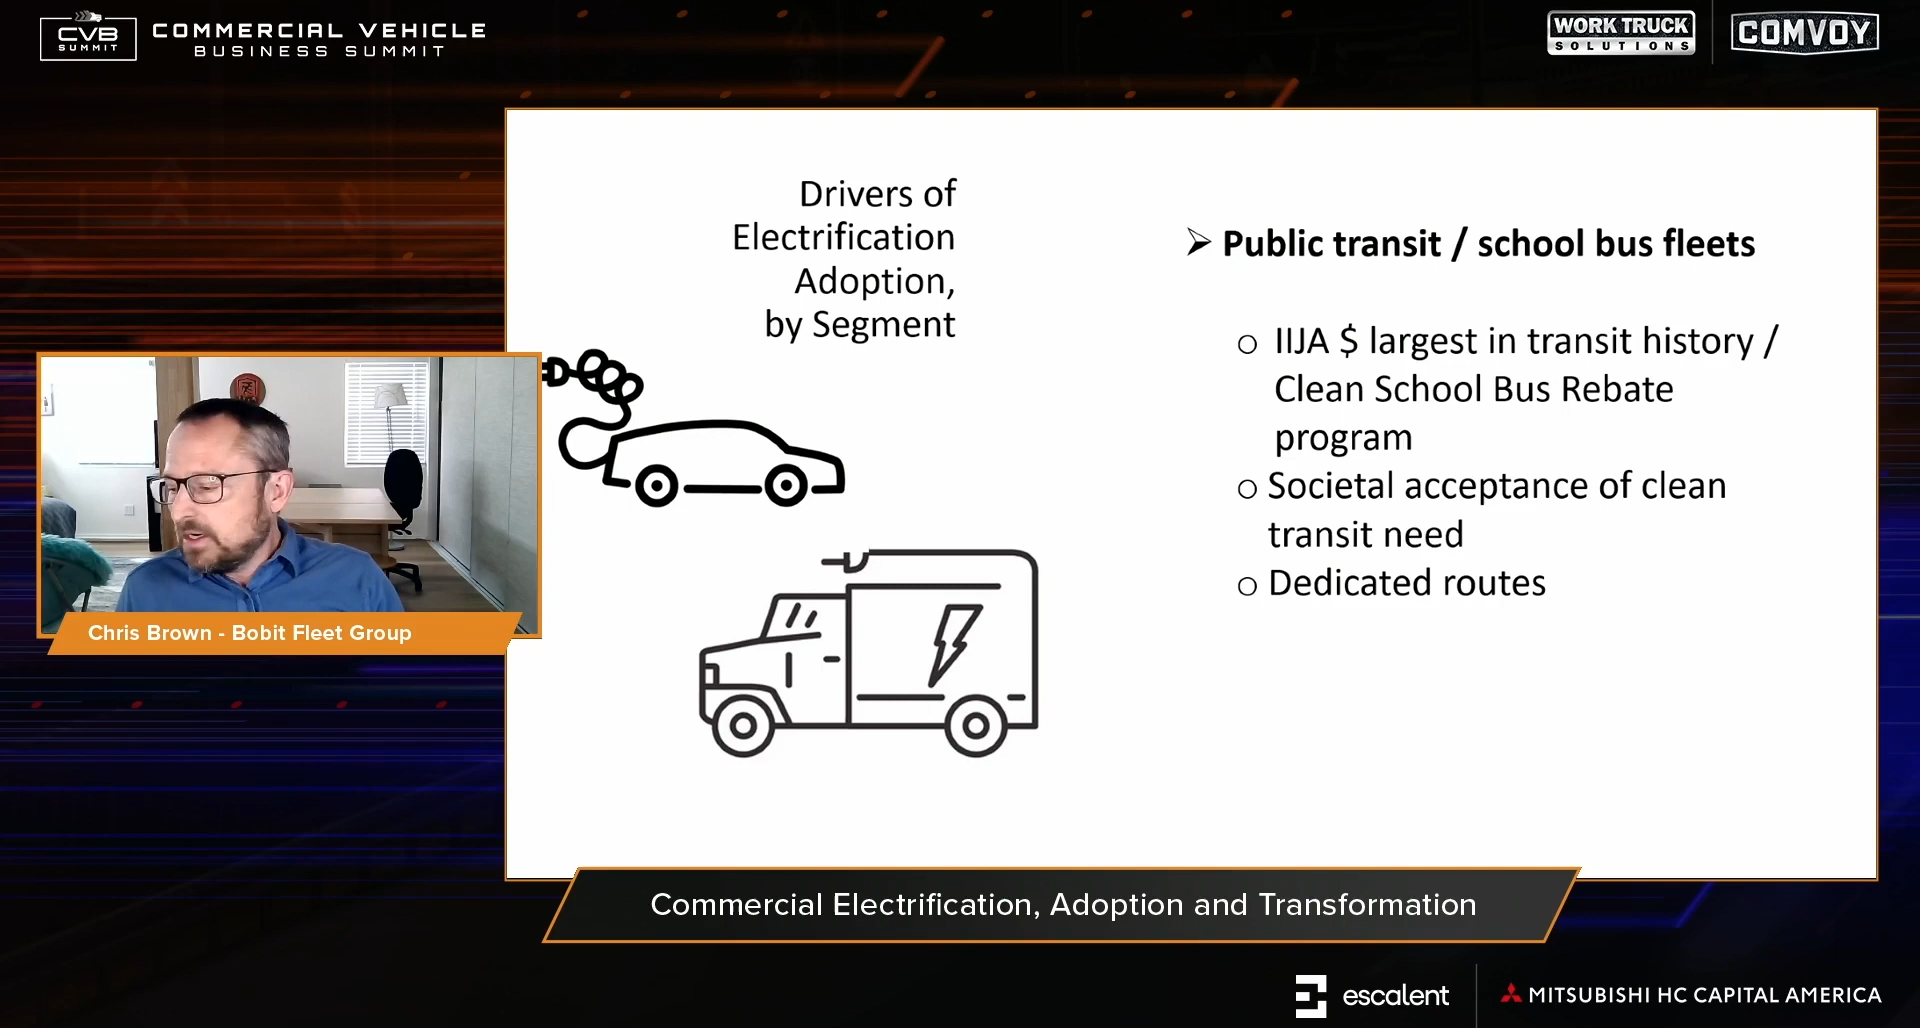 CVB
SUMMIT
COMMERCIAL VEHICLE
BUSINESS SUMMIT
WORK TRUCK
SOLUTIONS
COMVOY
Drivers of
Electrification
Adoption,
by Segment
➢ Public transit / school bus fleets
o IIJA $ largest in transit history /
Clean School Bus Rebate
program
o Societal acceptance of clean
transit need
o Dedicated routes
Chris Brown - Bobit Fleet Group
Commercial Electrification, Adoption and Transformation
escalent
MITSUBISHI HC CAPITAL AMERICA